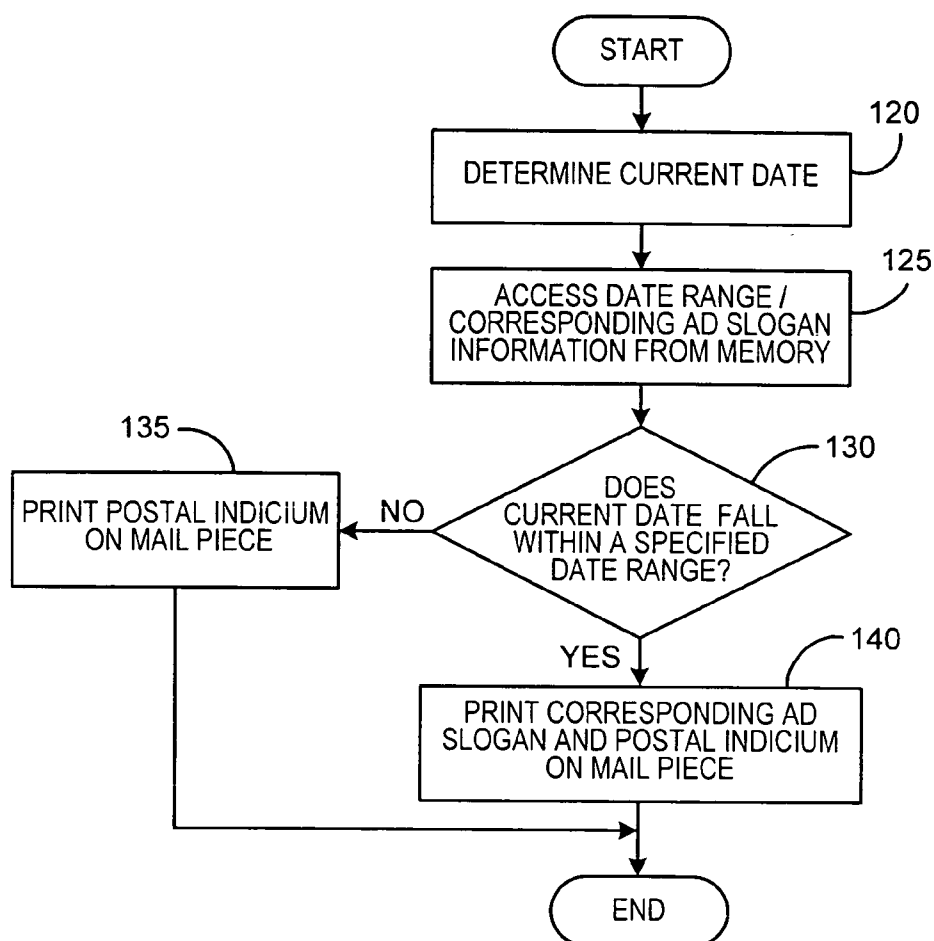 START
120
DETERMINE CURRENT DATE
125
ACCESS DATE RANGE /
CORRESPONDING AD SLOGAN
INFORMATION FROM MEMORY
135
130
PRINT POSTAL INDICIUM
ON MAIL PIECE
NO
DOES
CURRENT DATE FALL
WITHIN A SPECIFIED
DATE RANGE?
YES
140
PRINT CORRESPONDING AD
SLOGAN AND POSTAL INDICIUM
ON MAIL PIECE
END